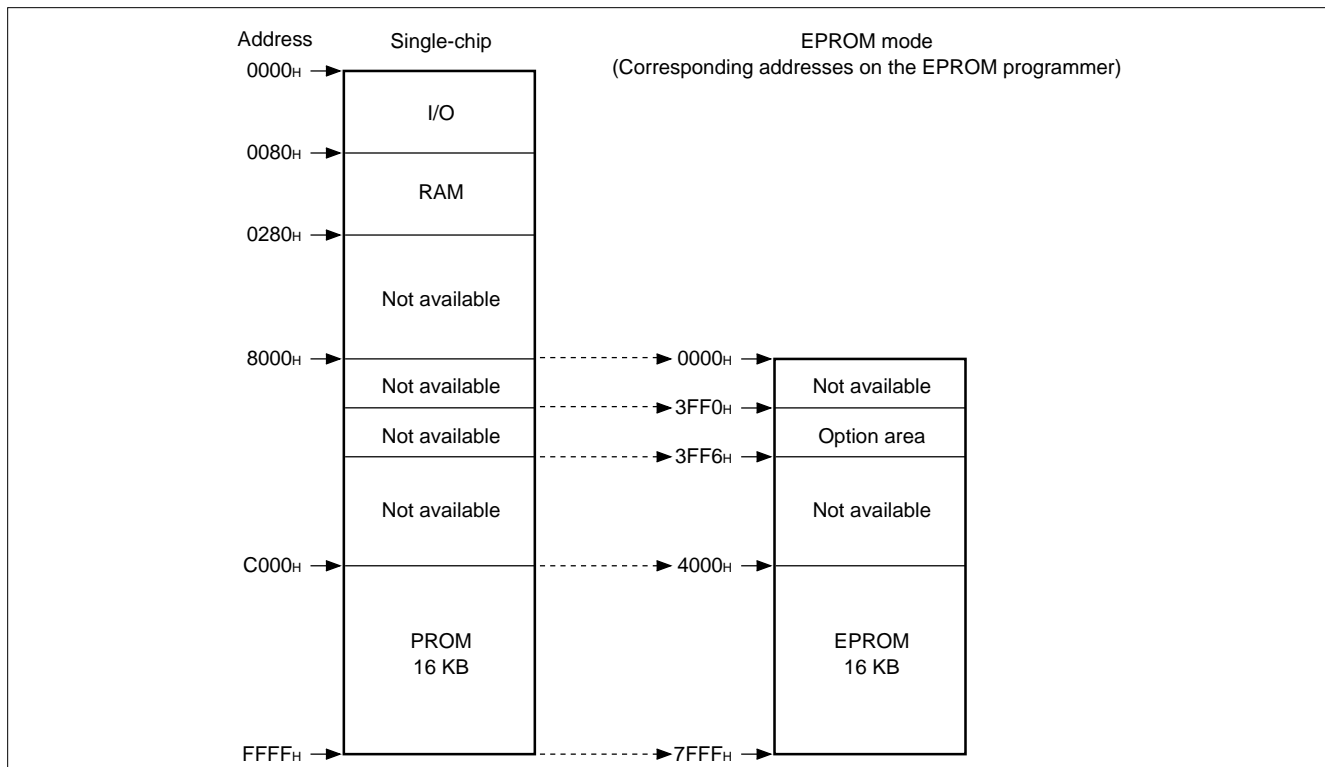 Address Single-chip EPROM mode
(Corresponding addresses on the EPROM programmer)
0000H
I/O
0080H
RAM
0280H
Not available
8000H 0000H
Not available Not available
3FF0H
Not available Option area
3FF6H
Not available Not available
C000H 4000H
PROM EPROM
16 KB 16 KB
FFFFH 7FFFH